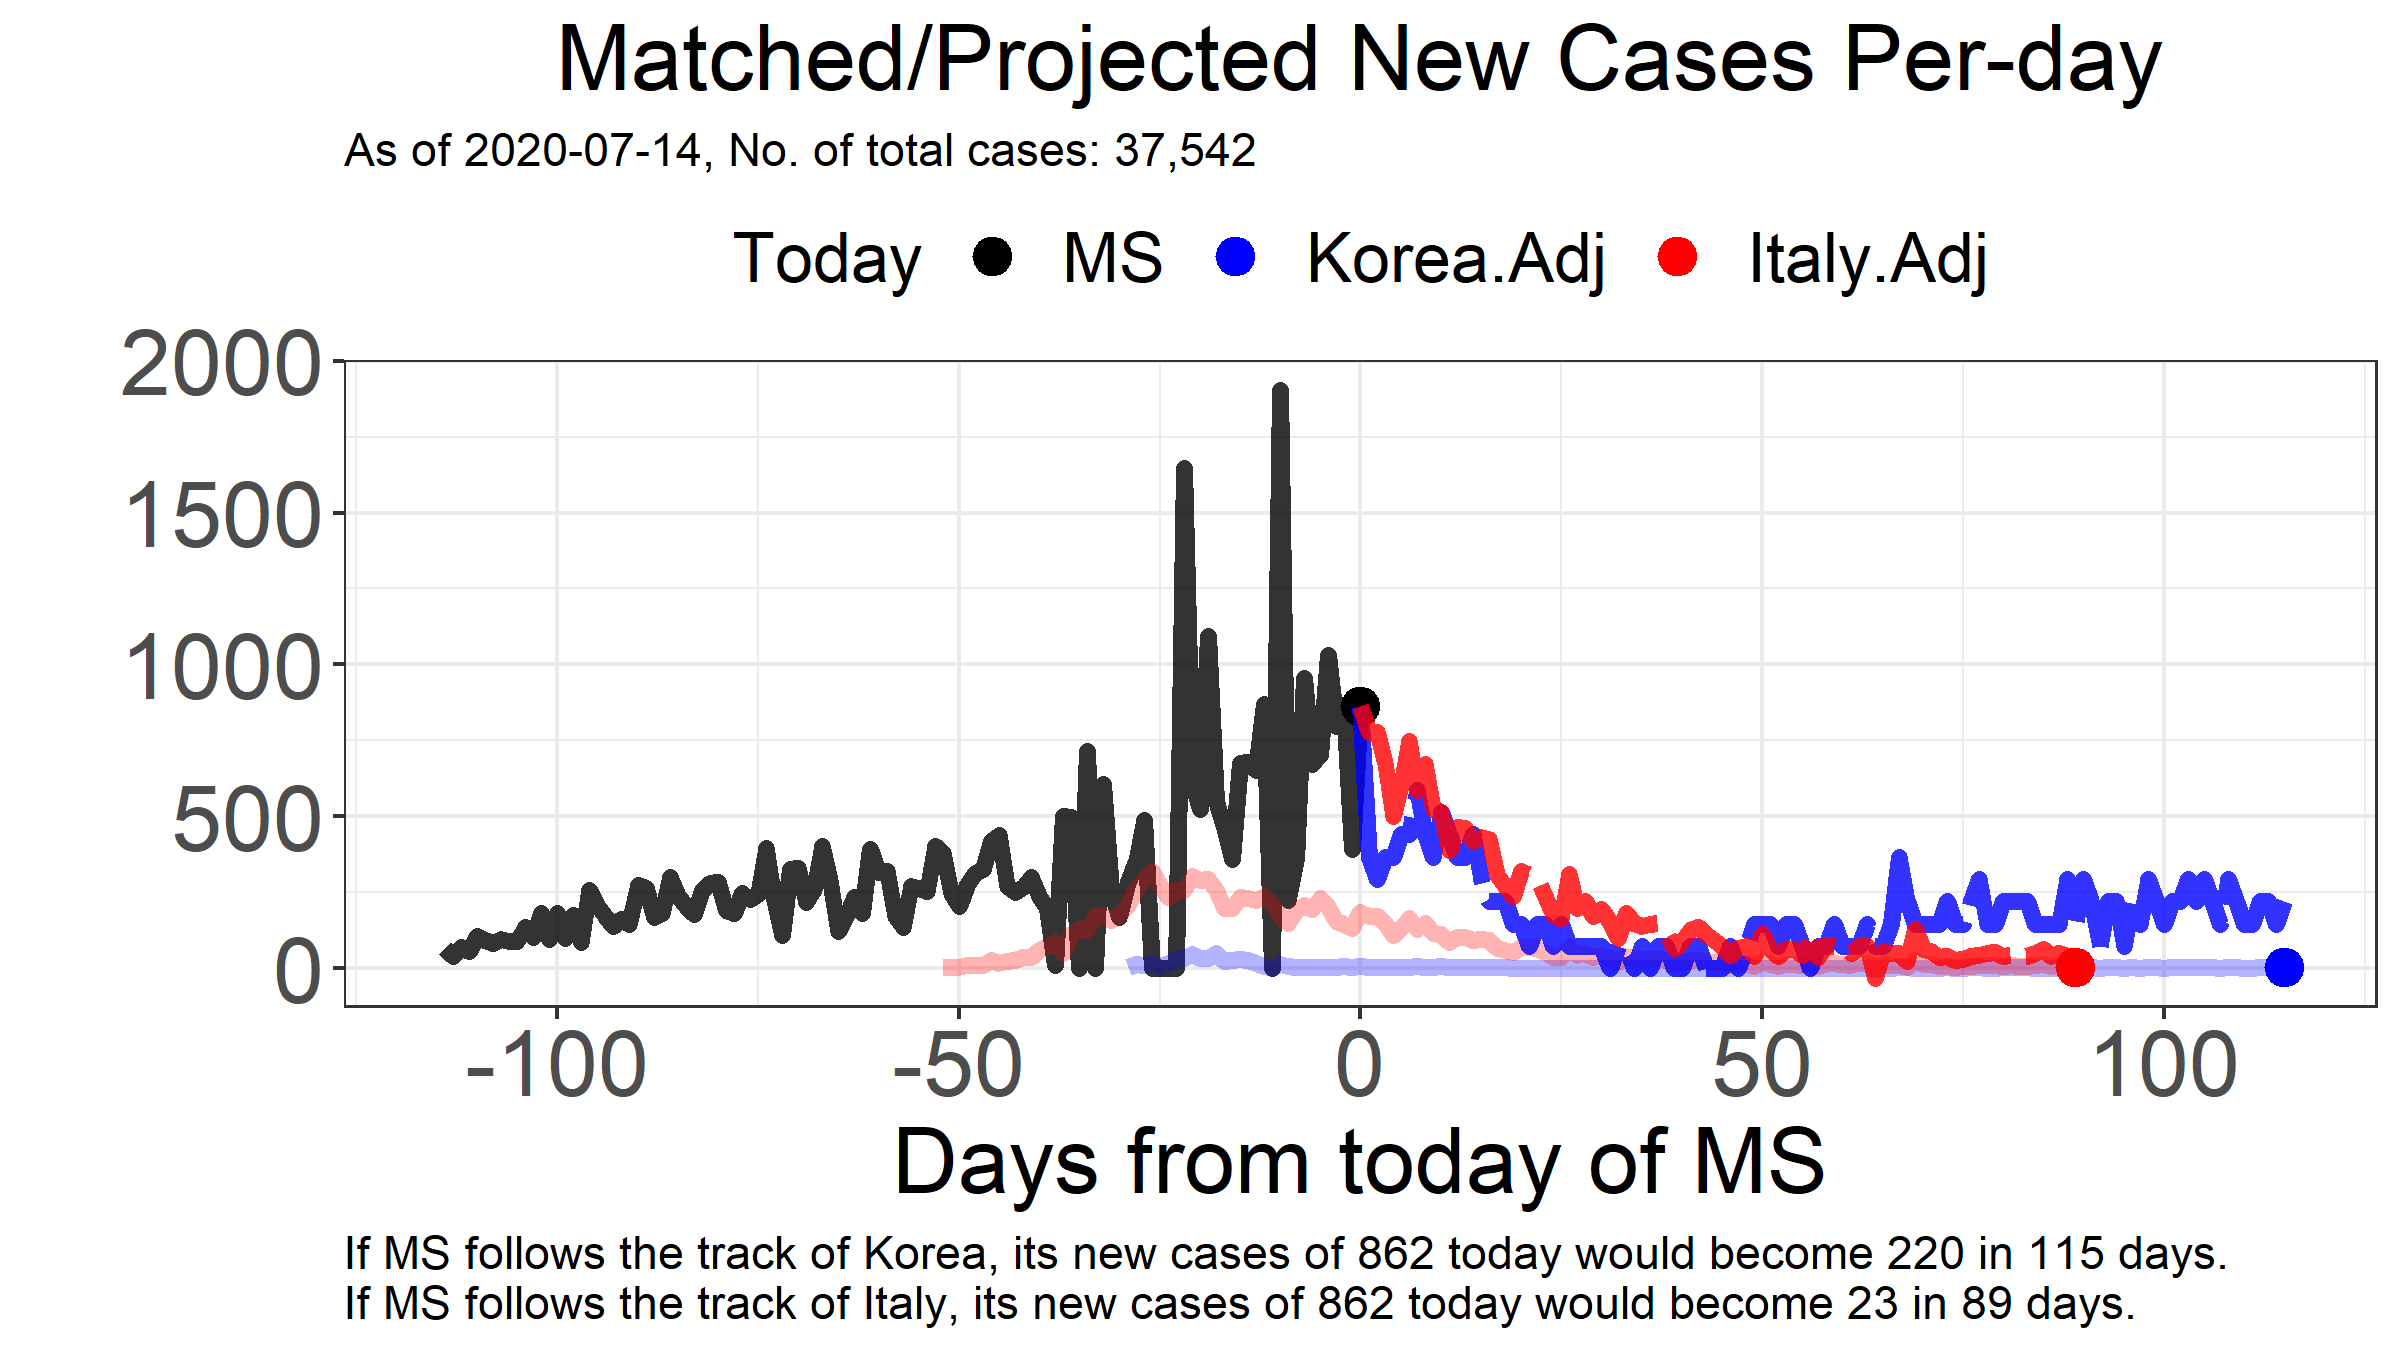 Matched/Projected New Cases Per-day
As of 2020-07-14, No. of total cases: 37,542
Today MS Korea.Adj Italy.Adj
2000
1500
1000
500
0
-100 -50 0 50 100
Days from today of MS
If MS follows the track of Korea, its new cases of 862 today would become 220 in 115 days.
If MS follows the track of Italy, its new cases of 862 today would become 23 in 89 days.